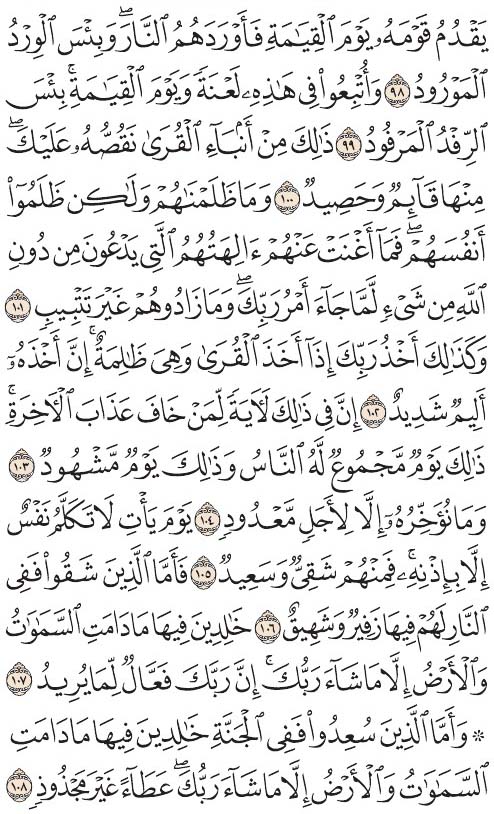 يَقْدُمُ قَوْمَهُۥ يَوْمَ ٱلْقِيَٰمَةِ فَأَوْرَدَهُمُ ٱلنَّارَۖ وَبِئْسَ ٱلْوِرْدُ
ٱلْمَوْرُودُ ٩٨ وَأُتْبِعُوا۟ فِى هَٰذِهِۦ لَعْنَةً وَيَوْمَ ٱلْقِيَٰمَةِۚ بِئْسَ
ٱلرِّفْدُ ٱلْمَرْفُودُ ٩٩ ذَٰلِكَ مِنْ أَنۢبَآءِ ٱلْقُرَىٰ نَقُصُّهُۥ عَلَيْكَۖ
مِنْهَا قَآئِمٌ وَحَصِيدٌ ١٠٠ وَمَا ظَلَمْنَٰهُمْ وَلَٰكِن ظَلَمُوٓا۟
أَنفُسَهُمْۖ فَمَآ أَغْنَتْ عَنْهُمْ ءَالِهَتُهُمُ ٱلَّتِى يَدْعُونَ مِن دُونِ
ٱللَّهِ مِن شَىْءٍ لَّمَّا جَآءَ أَمْرُ رَبِّكَۖ وَمَا زَادُوهُمْ غَيْرَ تَتْبِيبٍ ١٠١
وَكَذَٰلِكَ أَخْذُ رَبِّكَ إِذَآ أَخَذَ ٱلْقُرَىٰ وَهِىَ ظَٰلِمَةٌۚ إِنَّ أَخْذَهُۥٓ
أَلِيمٌ شَدِيدٌ ١٠٢ إِنَّ فِى ذَٰلِكَ لَءَايَةً لِّمَنْ خَافَ عَذَابَ ٱلْءَاخِرَةِۚ
ذَٰلِكَ يَوْمٌ مَّجْمُوعٌ لَّهُ ٱلنَّاسُ وَذَٰلِكَ يَوْمٌ مَّشْهُودٌ ١٠٣
وَمَا نُؤَخِّرُهُۥٓ إِلَّا لِأَجَلٍ مَّعْدُودٍ ١٠٤ يَوْمَ يَأْتِ لَا تَكَلَّمُ نَفْسٌ
إِلَّا بِإِذْنِهِۦۚ فَمِنْهُمْ شَقِىٌّ وَسَعِيدٌ ١٠٥ فَأَمَّا ٱلَّذِينَ شَقُوا۟ فَفِى
ٱلنَّارِ لَهُمْ فِيهَا زَفِيرٌ وَشَهِيقٌ ١٠٦ خَٰلِدِينَ فِيهَا مَا دَامَتِ ٱلسَّمَٰوَٰتُ
وَٱلْأَرْضُ إِلَّا مَا شَآءَ رَبُّكَۚ إِنَّ رَبَّكَ فَعَّالٌ لِّمَا يُرِيدُ ١٠٧
۞ وَأَمَّا ٱلَّذِينَ سُعِدُوا۟ فَفِى ٱلْجَنَّةِ خَٰلِدِينَ فِيهَا مَا دَامَتِ
ٱلسَّمَٰوَٰتُ وَٱلْأَرْضُ إِلَّا مَا شَآءَ رَبُّكَۖ عَطَآءً غَيْرَ مَجْذُوذٍ ١٠٨